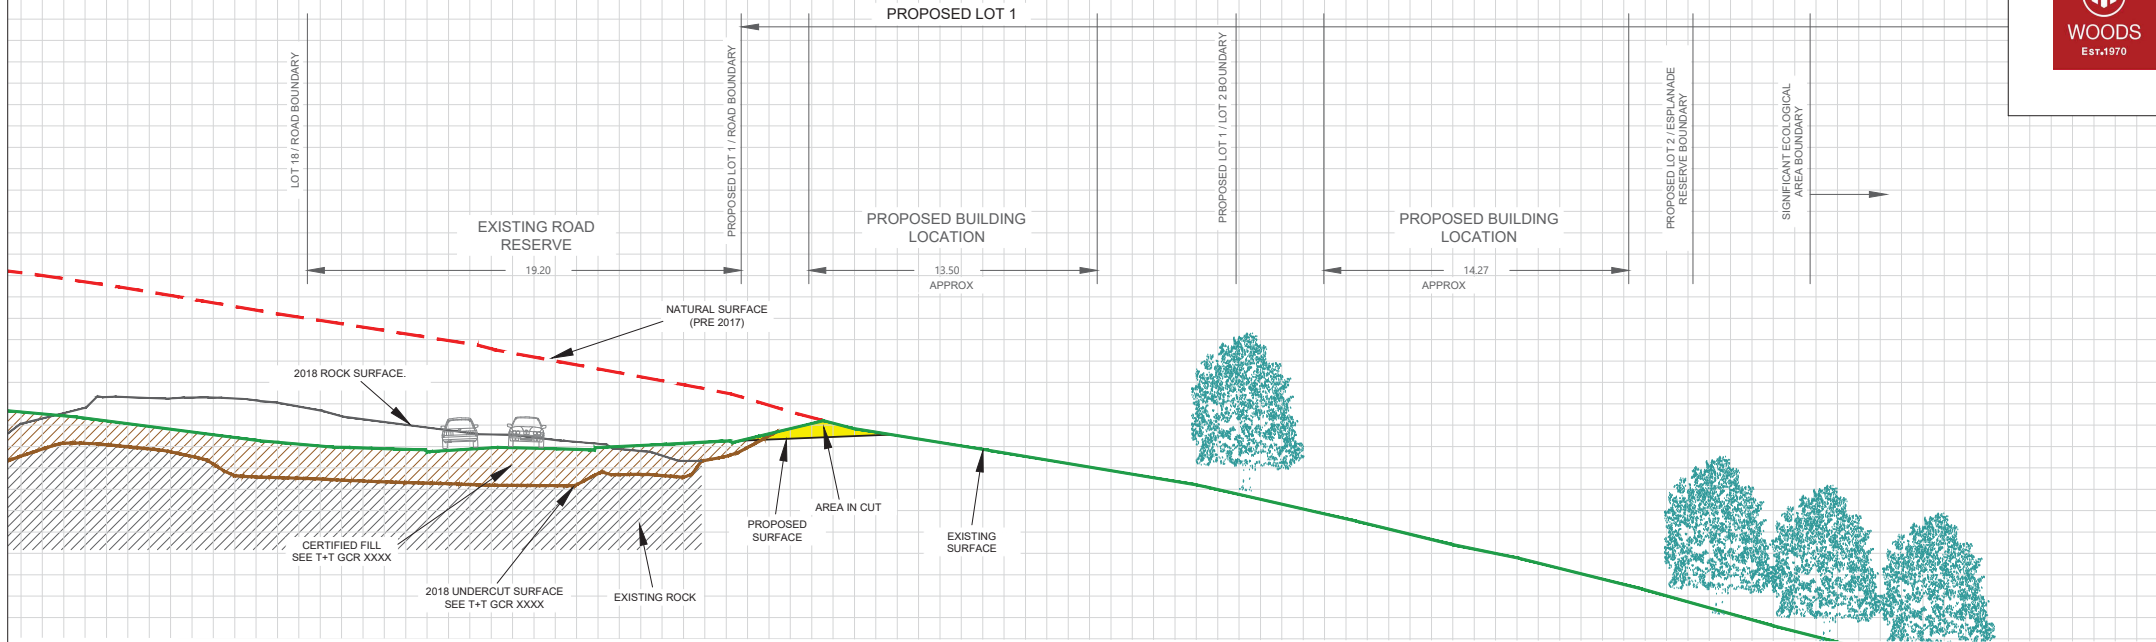 PROPOSED LOT 1
WOODS
EST.1970
LOT 18 / ROAD BOUNDARY
PROPOSED LOT 1 / ROAD BOUNDARY
PROPOSED LOT 1 / LOT 2 BOUNDARY
PROPOSED LOT 2 / ESPLANADE
RESERVE BOUNDARY
SIGNIFICANT ECOLOGICAL
AREA BOUNDARY
EXISTING ROAD
RESERVE
19.20
PROPOSED BUILDING
LOCATION
13.50
APPROX
PROPOSED BUILDING
LOCATION
14.27
APPROX
NATURAL SURFACE
(PRE 2017)
2018 ROCK SURFACE.
CERTIFIED FILL
SEE T+T GCR XXXX
2018 UNDERCUT SURFACE
SEE T+T GCR XXXX
EXISTING ROCK
PROPOSED
SURFACE
AREA IN CUT
EXISTING
SURFACE